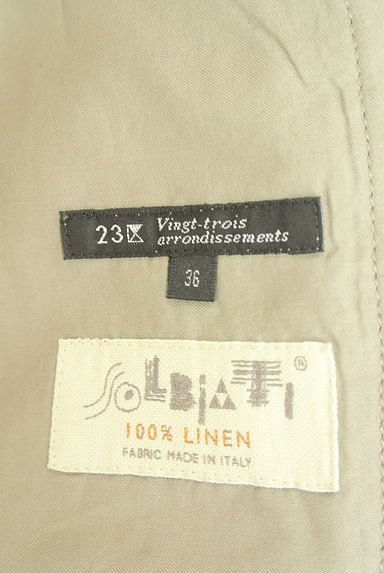 23区 Vingt-trois
arrondissements
36
SOLBIATI ®
100% LINEN
FABRIC MADE IN ITALY